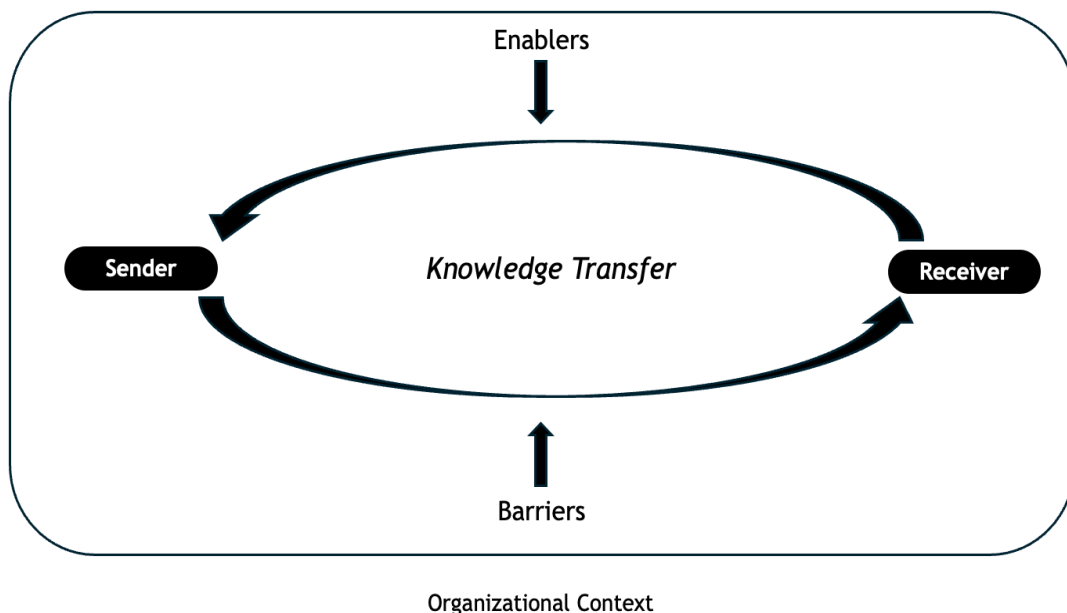 Enablers
Sender
Knowledge Transfer
Receiver
Barriers
Organizational Context